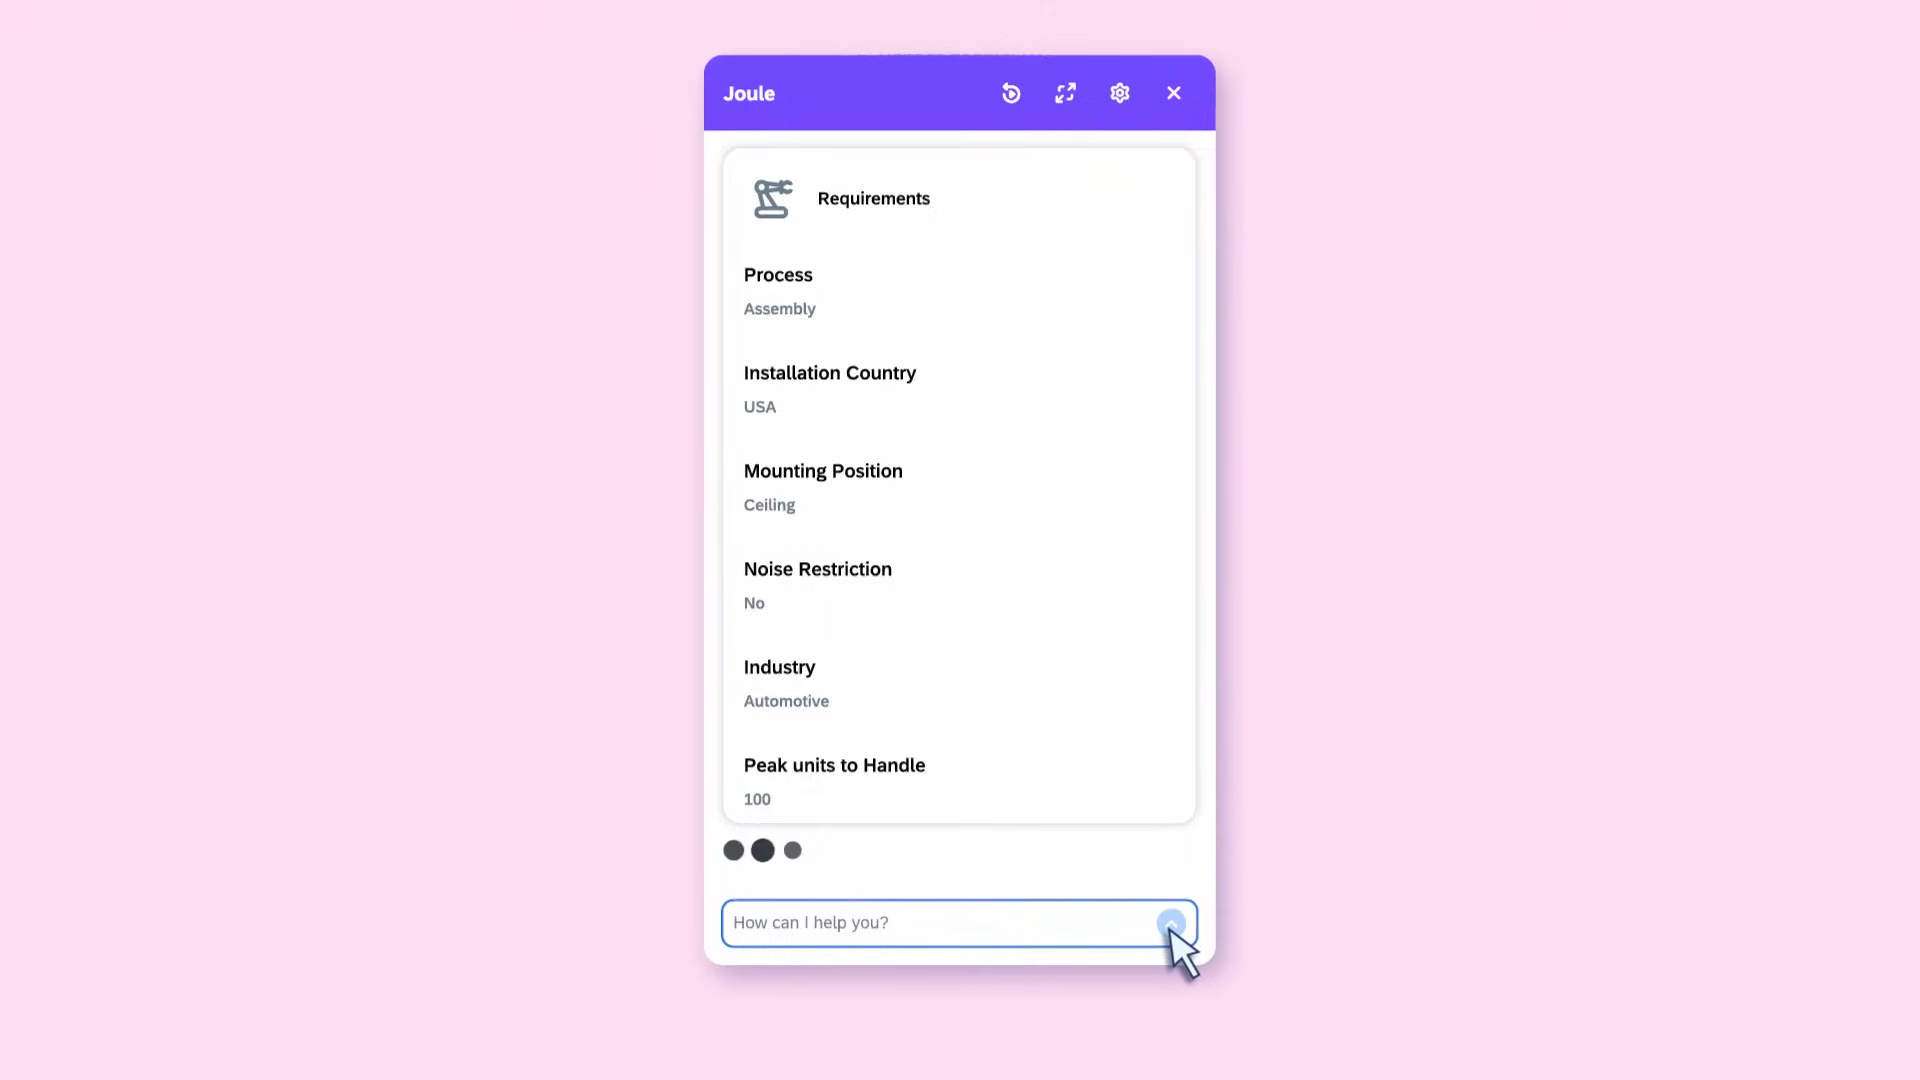 Joule
Requirements
Process
Assembly
Installation Country
USA
Mounting Position
Ceiling
Noise Restriction
No
Industry
Automotive
Peak units to Handle
100
How can I help you?